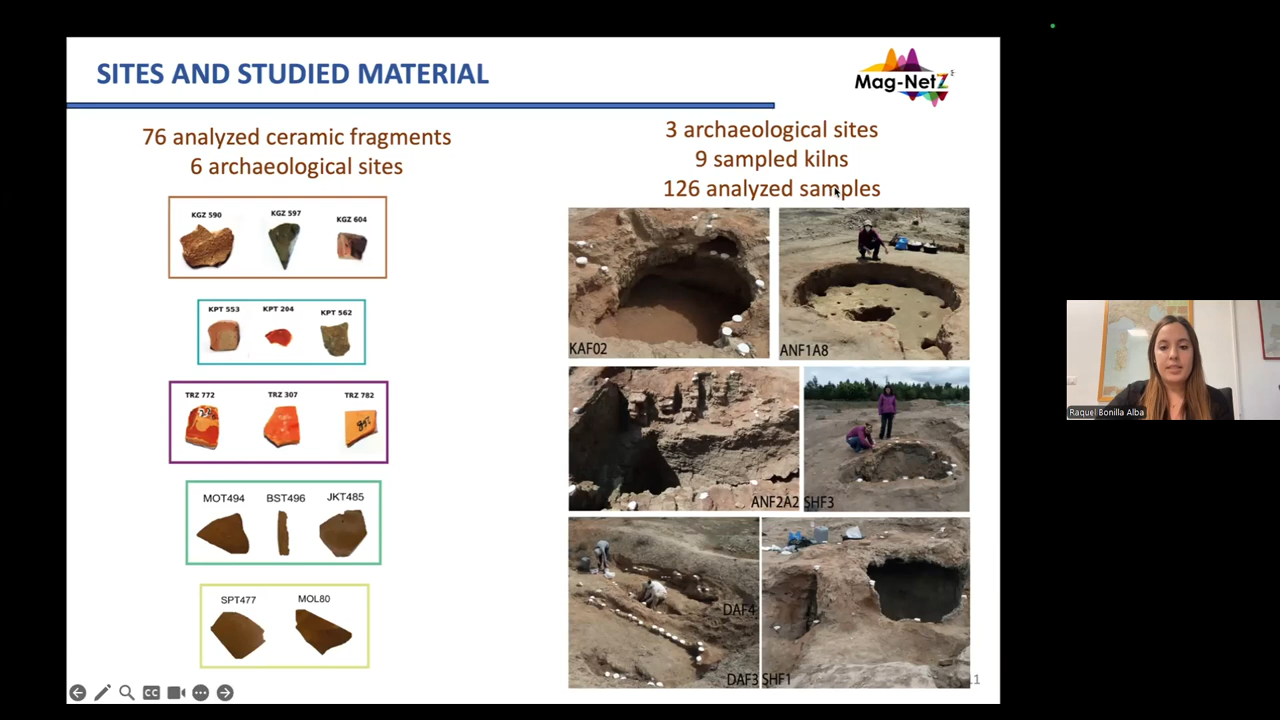 SITES AND STUDIED MATERIAL
Mag-NetZ
76 analyzed ceramic fragments
6 archaeological sites
3 archaeological sites
9 sampled kilns
126 analyzed samples
KGZ 590
KGZ 597
KGZ 604
KPT 553
KPT 204
KPT 562
TRZ 772
TRZ 307
TRZ 782
MOT494
BST496
JKT485
SPT477
MOL80
KAF02
ANF1A8
ANF2A2
SHF3
DAF4
DAF3
SHF1
11
CC
Raquel Bonilla Alba